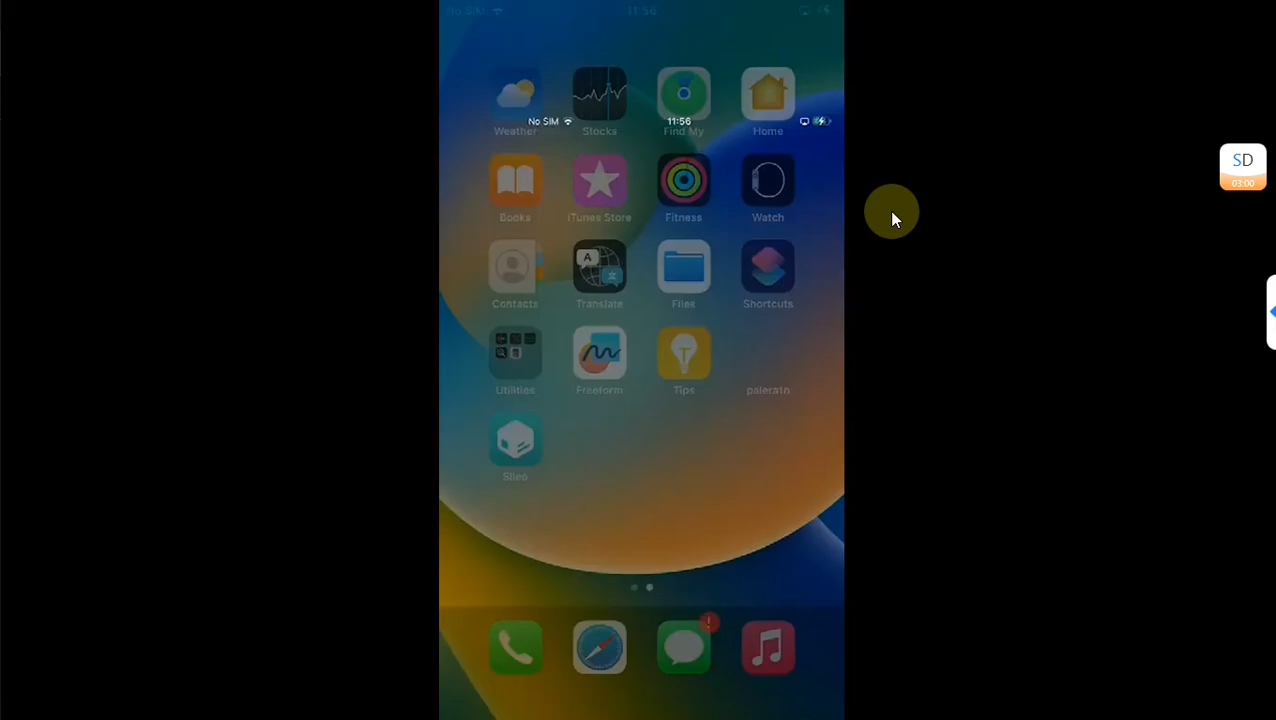 No SIM 11:56
Weather Stocks Find My Home
No SIM 11:56
Books iTunes Store Fitness Watch
SD
03:00
Contacts Translate Files Shortcuts
Utilities Freeform Tips palera1n
Sileo